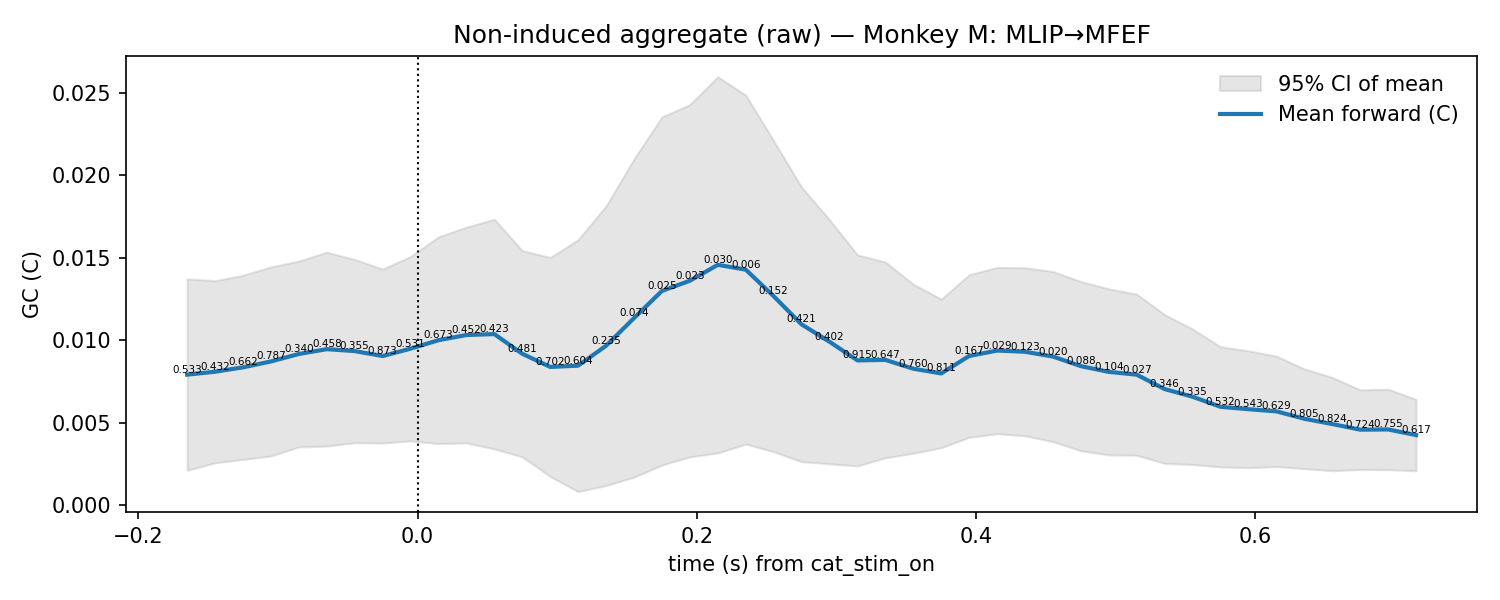 Non-induced aggregate (raw) — Monkey M: MLIP→MFEF
95% CI of mean
Mean forward (C)
GC (C)
0.025
0.020
0.015
0.010
0.005
0.000
0.533 0.432 0.662 0.787 0.340 0.458 0.355 0.873 0.531 0.673 0.452 0.423 0.481 0.702 0.604 0.235 0.074 0.025 0.023 0.030 0.006 0.152 0.421 0.402 0.915 0.647 0.760 0.811 0.167 0.029 0.123 0.020 0.088 0.104 0.027 0.346 0.335 0.532 0.543 0.629 0.805 0.824 0.724 0.755 0.617
−0.2 0.0 0.2 0.4 0.6
time (s) from cat_stim_on